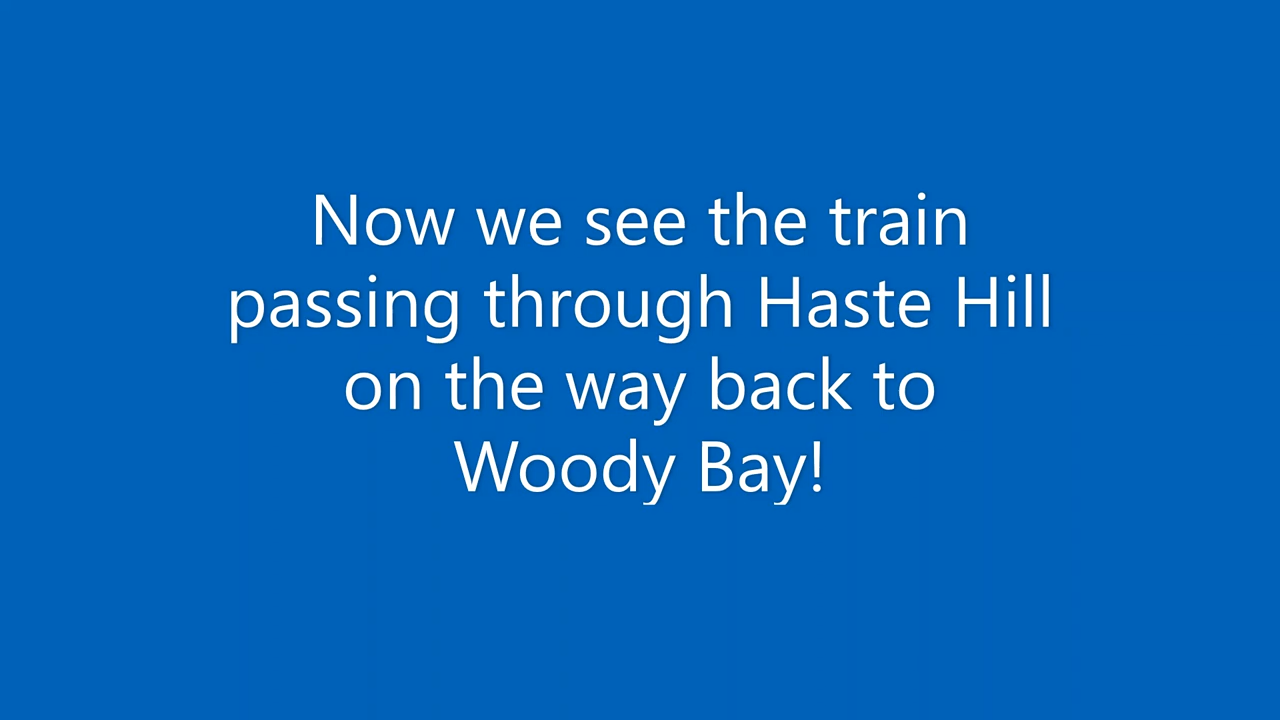 Now we see the train
passing through Haste Hill
on the way back to
Woody Bay!